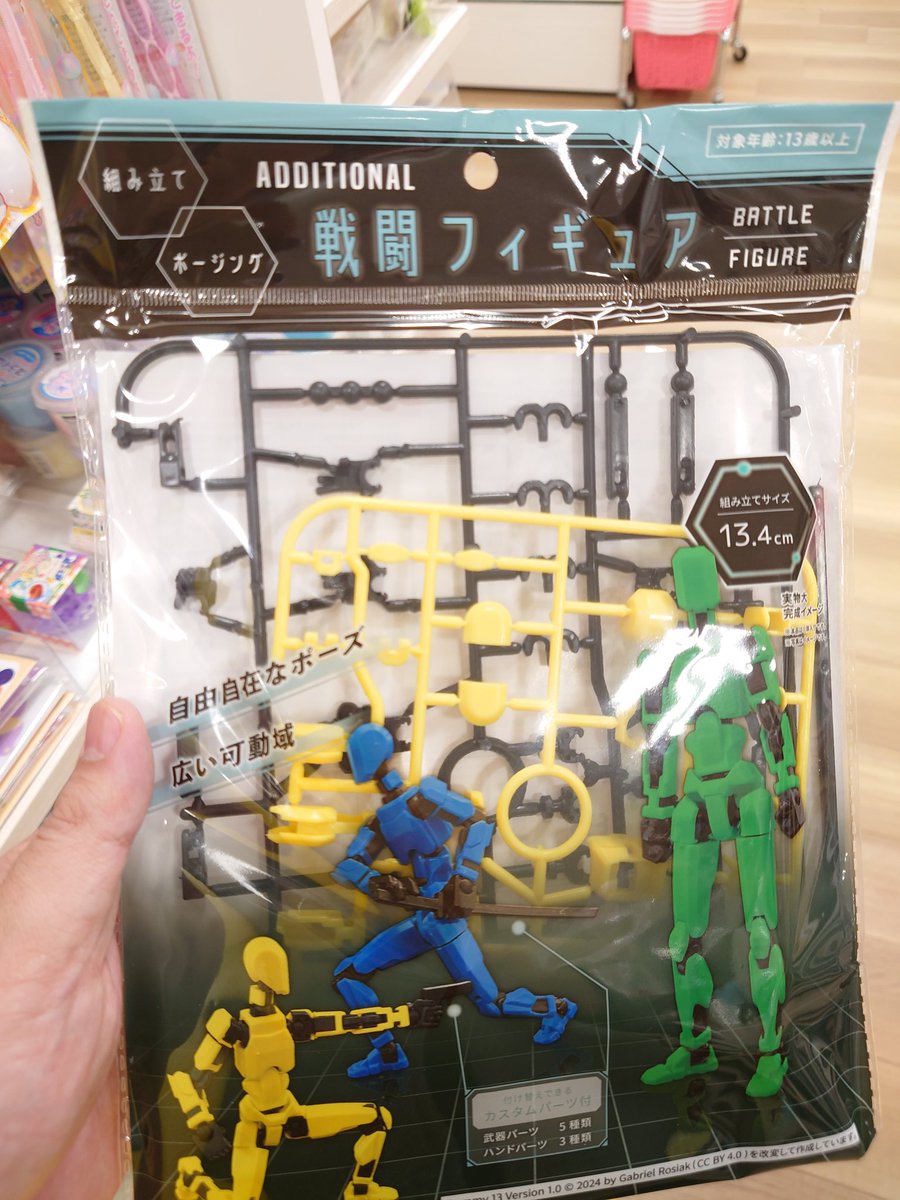 対象年齢:13歳以上
組み立て
ADDITIONAL
ポージング
戦闘フィギュア
BATTLE
FIGURE
組み立てサイズ
13.4cm
実物大
完成イメージ
自由自在なポーズ
広い可動域
付け替えできる
カスタムパーツ付
武器パーツ 5種類
ハンドパーツ 3種類
my 13 Version 1.0 © 2024 by Gabriel Rosiak (CC BY 4.0) を改変して作成しています。